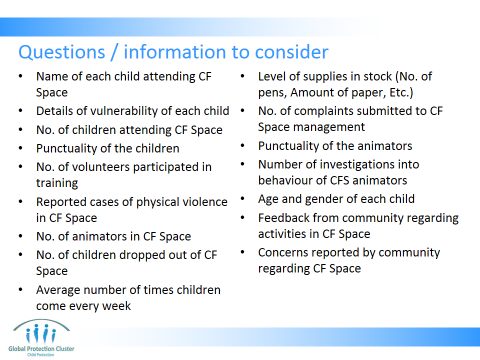 Questions / information to consider
• Name of each child attending CF
Space
• Details of vulnerability of each child
• No. of children attending CF Space
• Punctuality of the children
• No. of volunteers participated in
training
• Reported cases of physical violence
in CF Space
• No. of animators in CF Space
• No. of children dropped out of CF
Space
• Average number of times children
come every week
• Level of supplies in stock (No. of
pens, Amount of paper, Etc.)
• No. of complaints submitted to CF
Space management
• Punctuality of the animators
• Number of investigations into
behaviour of CFS animators
• Age and gender of each child
• Feedback from community regarding
activities in CF Space
• Concerns reported by community
regarding CF Space
Global Protection Cluster
Child Protection